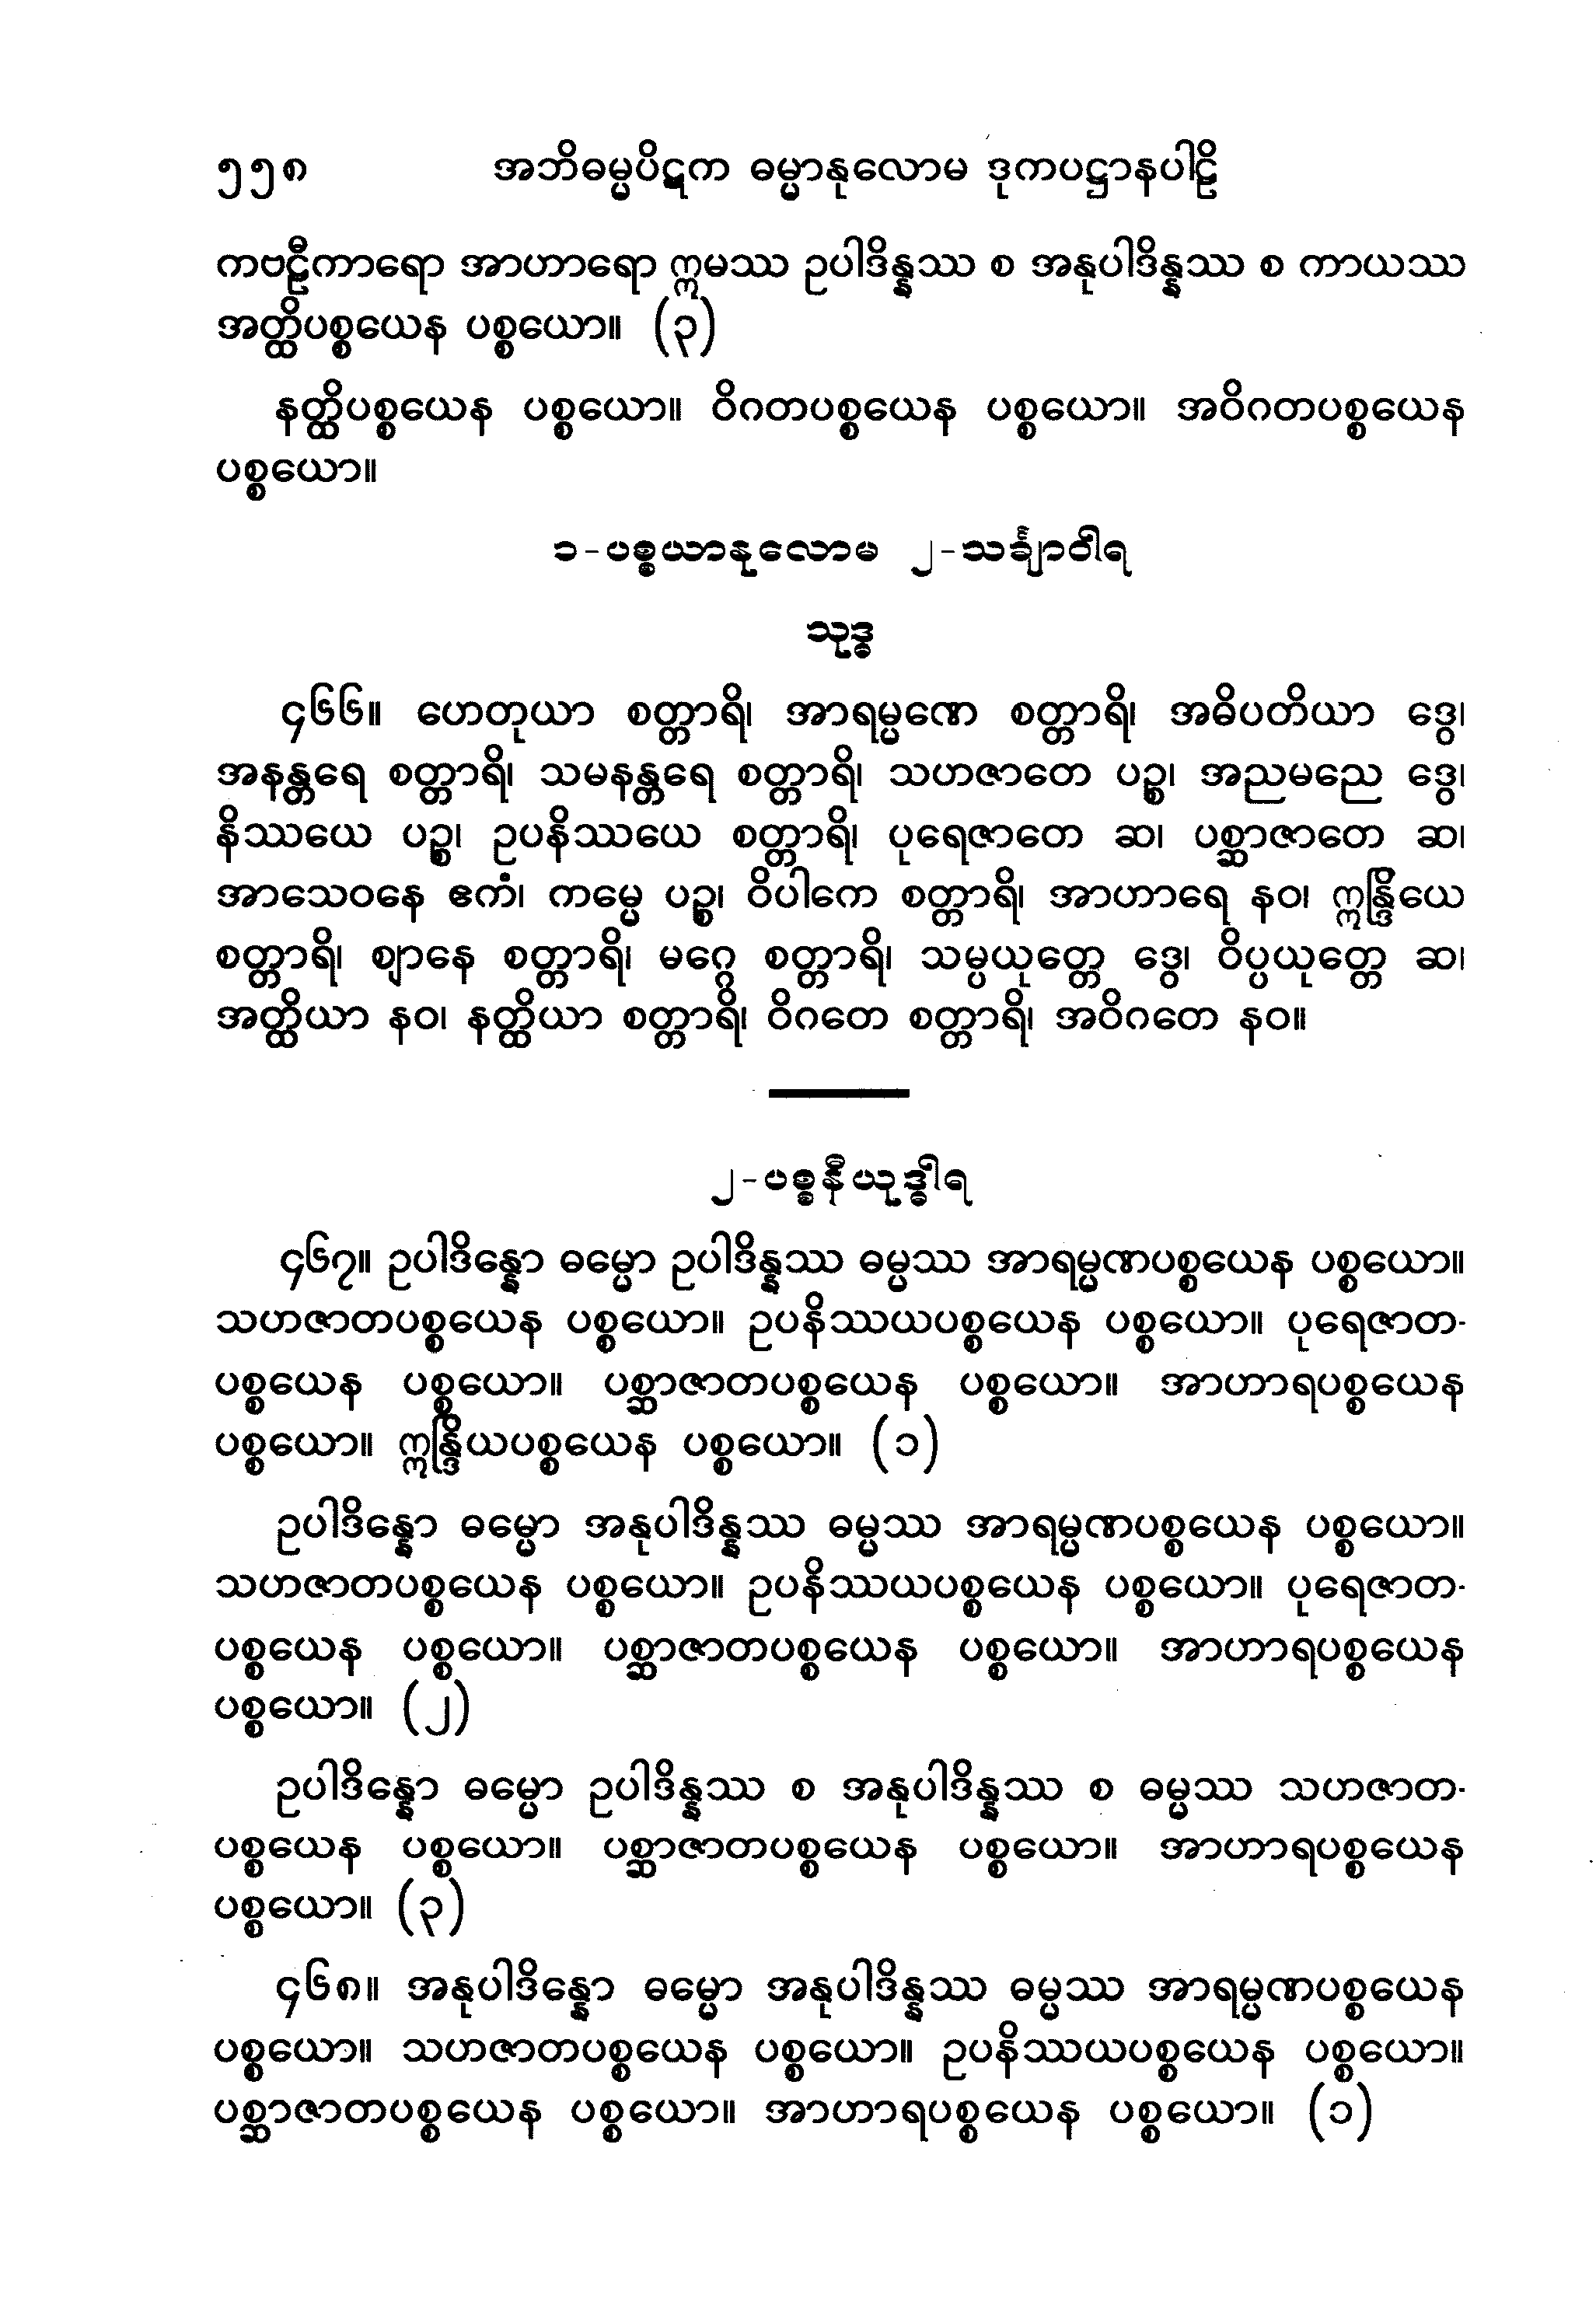 ၅၅၈ အဘိဓမ္မပိဋက ဓမ္မာနုလောမ ဒုကပဋ္ဌာနပါဠိ
ကဗဠီကာရော အာဟာရော ဣမဿ ဥပါဒိန္နဿ စ အနုပါဒိန္နဿ စ ကာယဿ
အတ္ထိပစ္စယေန ပစ္စယော။ (၃)
နတ္ထိပစ္စယေန ပစ္စယော။ ဝိဂတပစ္စယေန ပစ္စယော။ အဝိဂတပစ္စယေန
ပစ္စယော။
၁-ပစ္စယာနုလောမ ၂-သင်္ချာဝါရ
သုဒ္ဓ
၄၆၆။ ဟေတုယာ စတ္တာရိ၊ အာရမ္မဏေ စတ္တာရိ၊ အဓိပတိယာ ဒွေ၊
အနန္တရေ စတ္တာရိ၊ သမနန္တရေ စတ္တာရိ၊ သဟဇာတေ ပဉ္စ၊ အညမညေ ဒွေ၊
နိဿယေ ပဉ္စ၊ ဥပနိဿယေ စတ္တာရိ၊ ပုရေဇာတေ ဆ၊ ပစ္ဆာဇာတေ ဆ၊
အာသေဝနေ ဧကံ၊ ကမ္မေ ပဉ္စ၊ ဝိပါကေ စတ္တာရိ၊ အာဟာရေ နဝ၊ ဣန္ဒြိယေ
စတ္တာရိ၊ ဈာနေ စတ္တာရိ၊ မဂ္ဂေ စတ္တာရိ၊ သမ္ပယုတ္တေ ဒွေ၊ ဝိပ္ပယုတ္တေ ဆ၊
အတ္ထိယာ နဝ၊ နတ္ထိယာ စတ္တာရိ၊ ဝိဂတေ စတ္တာရိ၊ အဝိဂတေ နဝ။
၂-ပစ္စနီယုဒ္ဓါရ
၄၆၇။ ဥပါဒိန္နော ဓမ္မော ဥပါဒိန္နဿ ဓမ္မဿ အာရမ္မဏပစ္စယေန ပစ္စယော။
သဟဇာတပစ္စယေန ပစ္စယော။ ဥပနိဿယပစ္စယေန ပစ္စယော။ ပုရေဇာတ-
ပစ္စယေန ပစ္စယော။ ပစ္ဆာဇာတပစ္စယေန ပစ္စယော။ အာဟာရပစ္စယေန
ပစ္စယော။ ဣန္ဒြိယပစ္စယေန ပစ္စယော။ (၁)
ဥပါဒိန္နော ဓမ္မော အနုပါဒိန္နဿ ဓမ္မဿ အာရမ္မဏပစ္စယေန ပစ္စယော။
သဟဇာတပစ္စယေန ပစ္စယော။ ဥပနိဿယပစ္စယေန ပစ္စယော။ ပုရေဇာတ-
ပစ္စယေန ပစ္စယော။ ပစ္ဆာဇာတပစ္စယေန ပစ္စယော။ အာဟာရပစ္စယေန
ပစ္စယော။ (၂)
ဥပါဒိန္နော ဓမ္မော ဥပါဒိန္နဿ စ အနုပါဒိန္နဿ စ ဓမ္မဿ သဟဇာတ-
ပစ္စယေန ပစ္စယော။ ပစ္ဆာဇာတပစ္စယေန ပစ္စယော။ အာဟာရပစ္စယေန
ပစ္စယော။ (၃)
၄၆၈။ အနုပါဒိန္နော ဓမ္မော အနုပါဒိန္နဿ ဓမ္မဿ အာရမ္မဏပစ္စယေန
ပစ္စယော။ သဟဇာတပစ္စယေန ပစ္စယော။ ဥပနိဿယပစ္စယေန ပစ္စယော။
ပစ္ဆာဇာတပစ္စယေန ပစ္စယော။ အာဟာရပစ္စယေန ပစ္စယော။ (၁)